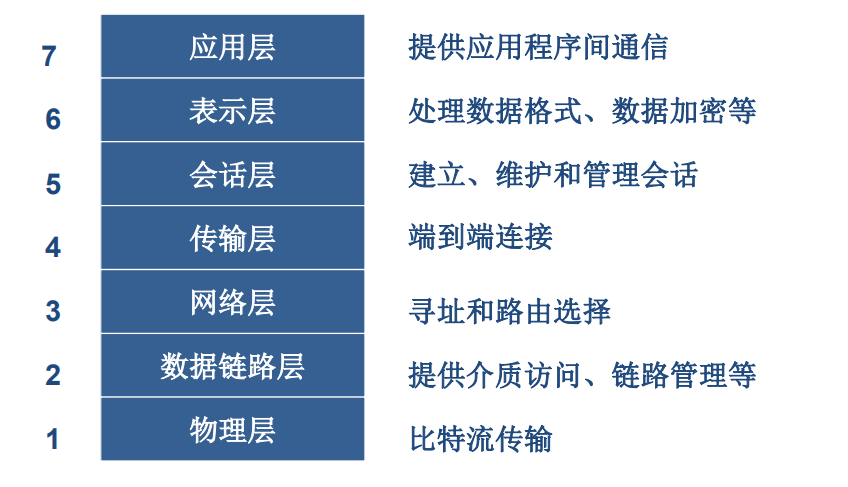 7 应用层 提供应用程序间通信
6 表示层 处理数据格式、数据加密等
5 会话层 建立、维护和管理会话
4 传输层 端到端连接
3 网络层 寻址和路由选择
2 数据链路层 提供介质访问、链路管理等
1 物理层 比特流传输